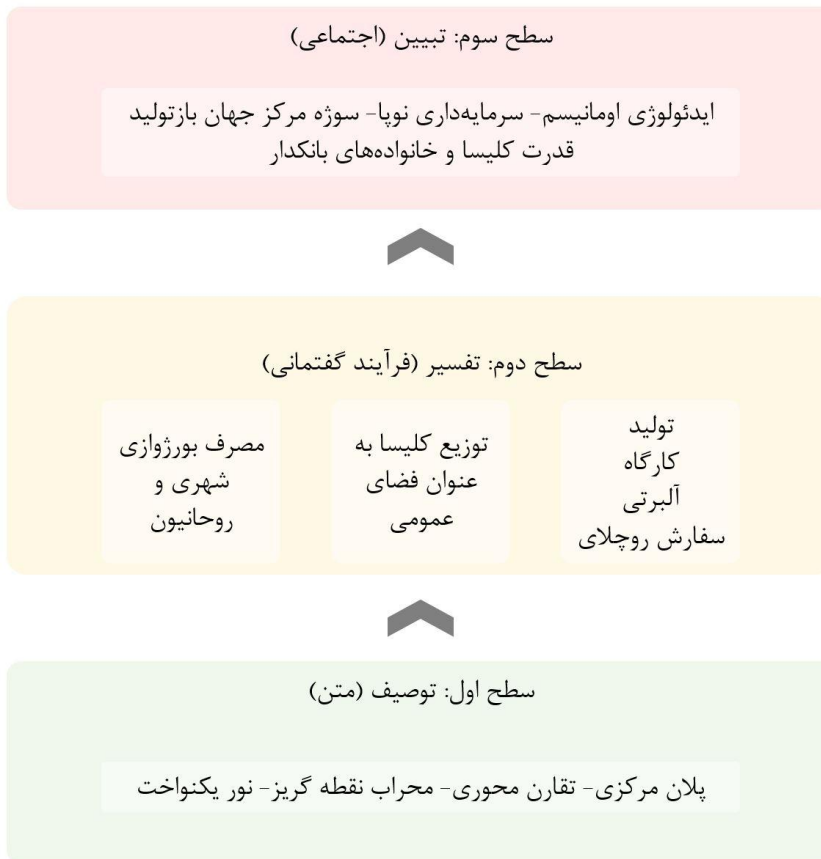 سطح سوم: تبیین (اجتماعی)
ایدئولوژی اومانیسم- سرمایه‌داری نوپا- سوژه مرکز جهان بازتولید
قدرت کلیسا و خانواده‌های بانکدار
سطح دوم: تفسیر (فرآیند گفتمانی)
تولید
کارگاه
آلبرتی
سفارش روچلای
توزیع کلیسا به
عنوان فضای
عمومی
مصرف بورژوازی
شهری و
روحانیون
سطح اول: توصیف (متن)
پلان مرکزی- تقارن محوری- محراب نقطه گریز- نور یکنواخت